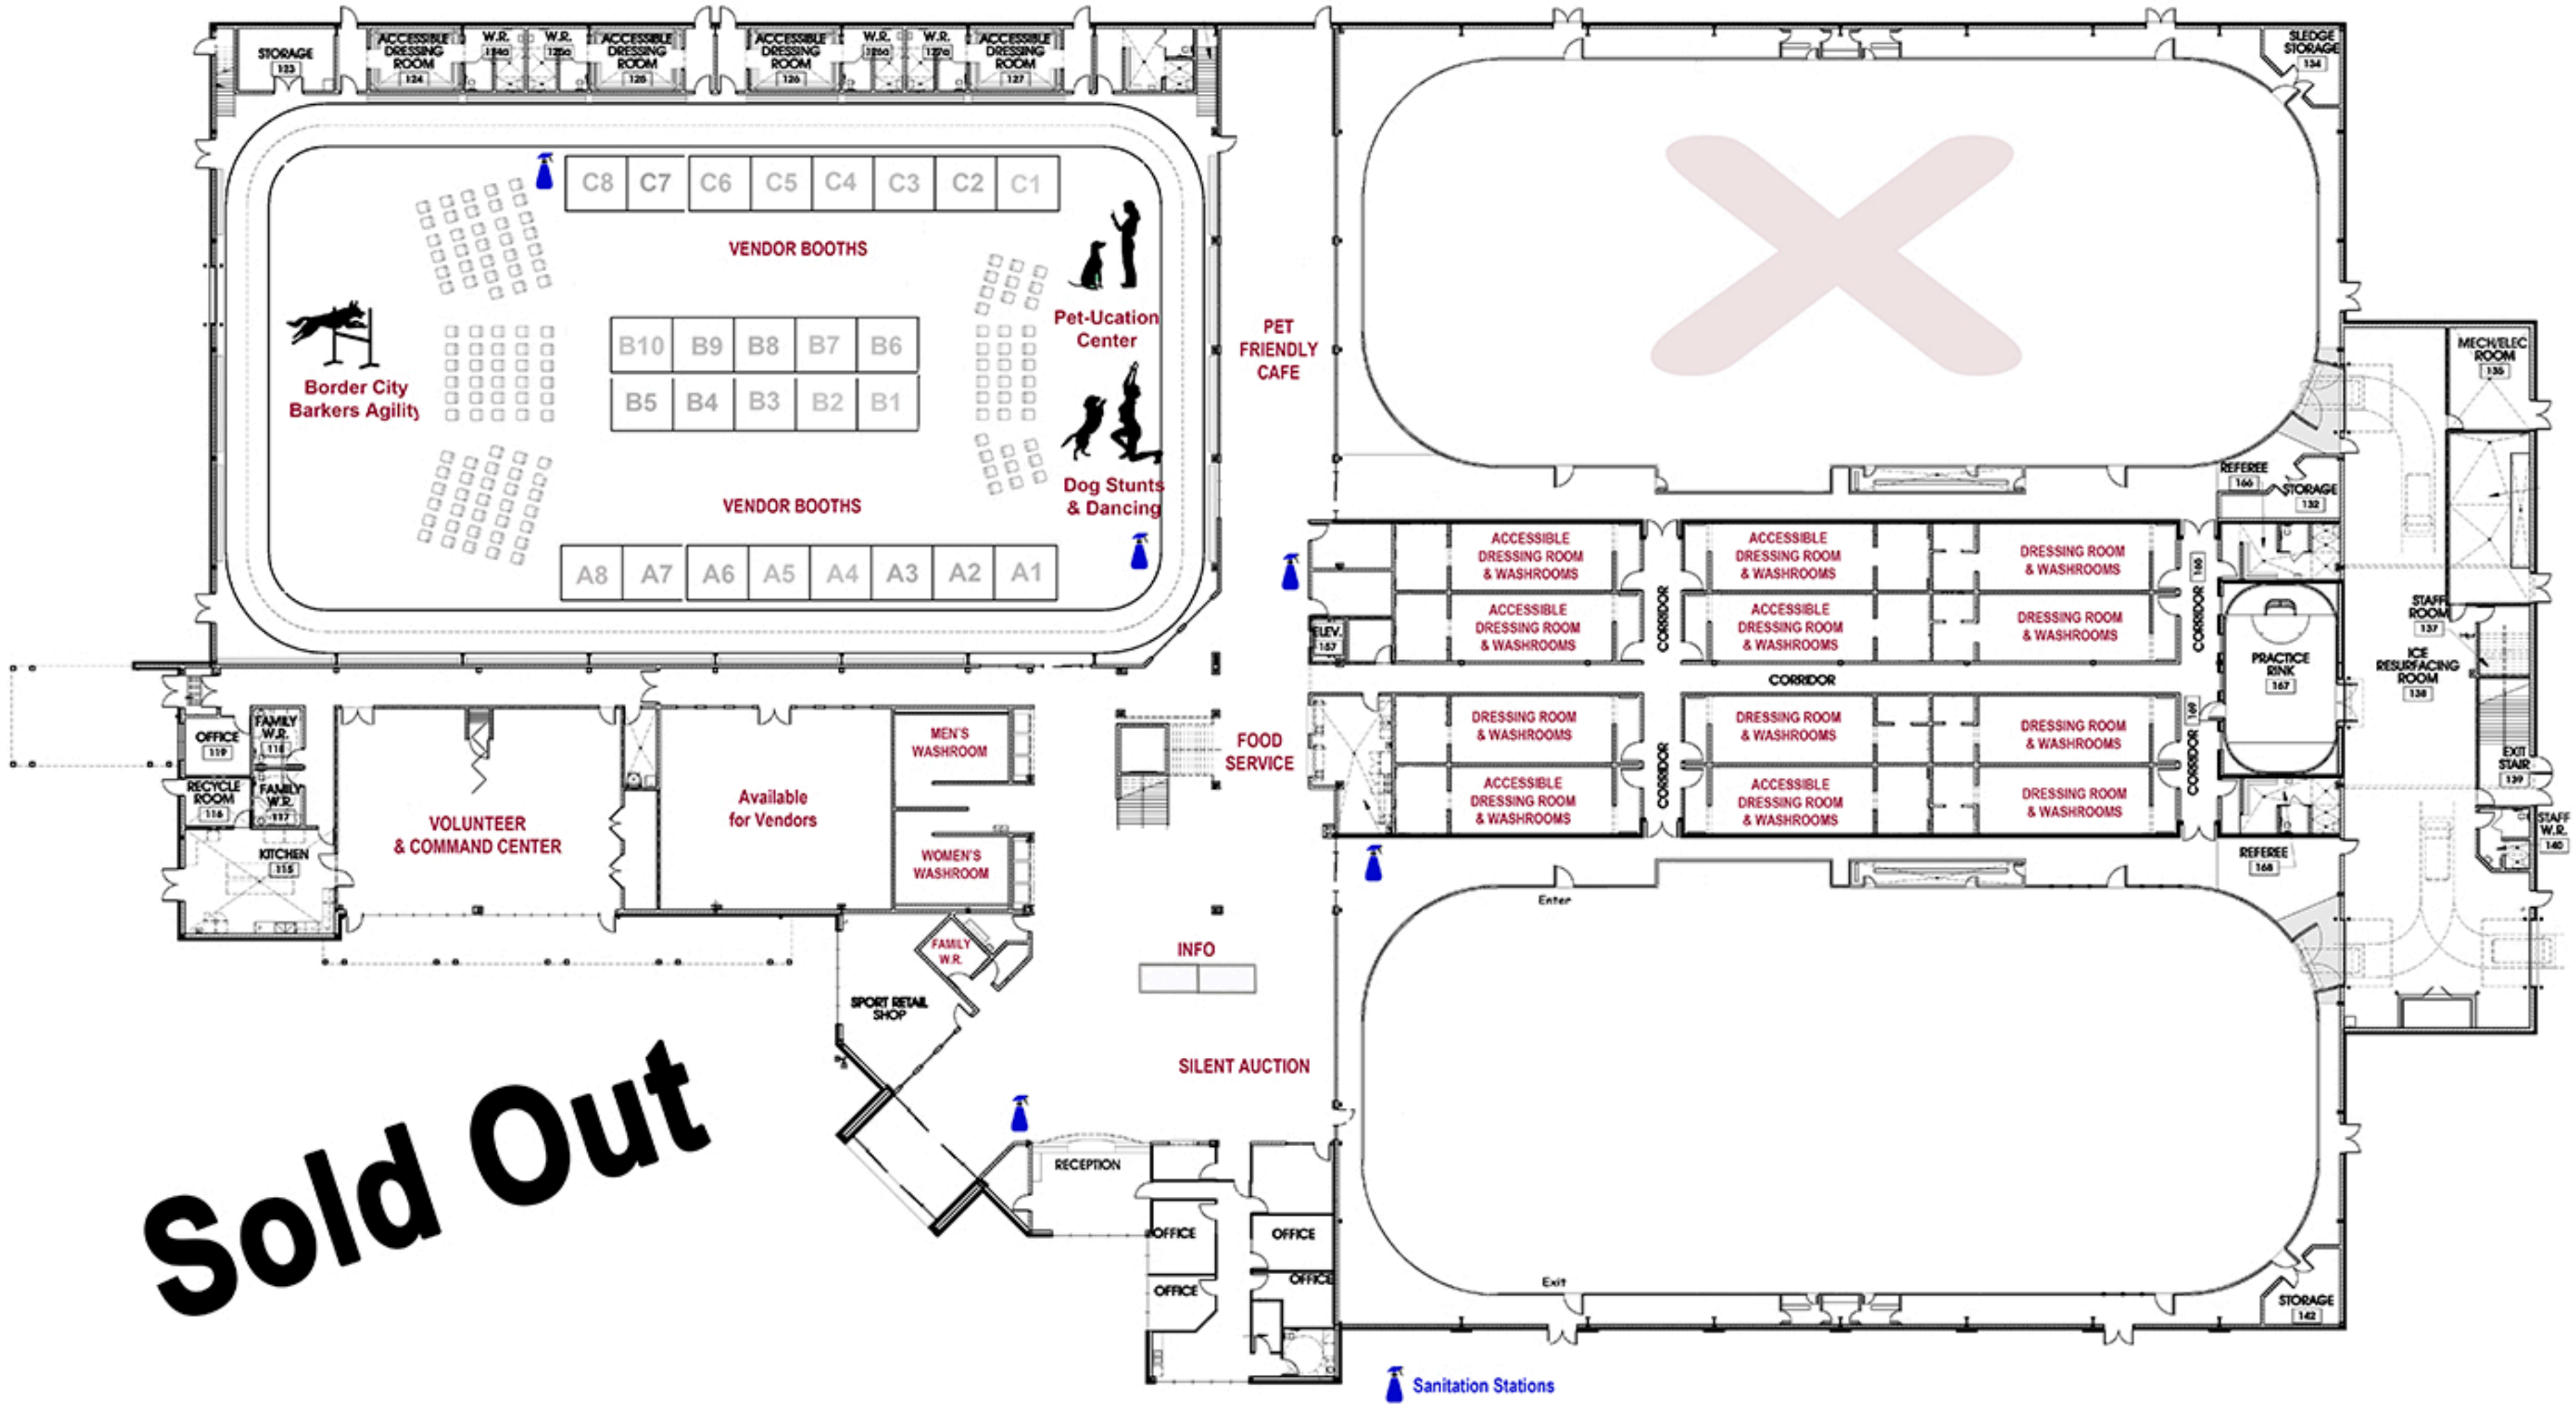 STORAGE
123
ACCESSIBLE
DRESSING
ROOM
124
W.R.
124a
W.R.
125a
ACCESSIBLE
DRESSING
ROOM
125
ACCESSIBLE
DRESSING
ROOM
126
W.R.
126a
W.R.
127a
ACCESSIBLE
DRESSING
ROOM
127
SLEDGE
STORAGE
134
C8 C7 C6 C5 C4 C3 C2 C1
VENDOR BOOTHS
B10 B9 B8 B7 B6
B5 B4 B3 B2 B1
VENDOR BOOTHS
A8 A7 A6 A5 A4 A3 A2 A1
Border City
Barkers Agility
Pet-Ucation
Center
Dog Stunts
& Dancing
PET
FRIENDLY
CAFE
MECH/ELEC
ROOM
135
REFEREE
166
STORAGE
132
ACCESSIBLE
DRESSING ROOM
& WASHROOMS
ACCESSIBLE
DRESSING ROOM
& WASHROOMS
DRESSING ROOM
& WASHROOMS
ACCESSIBLE
DRESSING ROOM
& WASHROOMS
ACCESSIBLE
DRESSING ROOM
& WASHROOMS
DRESSING ROOM
& WASHROOMS
CORRIDOR
CORRIDOR
165
ELEV.
157
CORRIDOR
PRACTICE
RINK
167
STAFF
ROOM
137
ICE
RESURFACING
ROOM
138
DRESSING ROOM
& WASHROOMS
DRESSING ROOM
& WASHROOMS
DRESSING ROOM
& WASHROOMS
ACCESSIBLE
DRESSING ROOM
& WASHROOMS
ACCESSIBLE
DRESSING ROOM
& WASHROOMS
DRESSING ROOM
& WASHROOMS
CORRIDOR
CORRIDOR
169
EXIT
STAIR
139
STAFF
W.R.
140
REFEREE
168
OFFICE
119
FAMILY
W.R.
118
RECYCLE
ROOM
116
FAMILY
W.R.
117
KITCHEN
115
VOLUNTEER
& COMMAND CENTER
Available
for Vendors
MEN'S
WASHROOM
WOMEN'S
WASHROOM
FOOD
SERVICE
FAMILY
W.R.
SPORT RETAIL
SHOP
INFO
SILENT AUCTION
Enter
Exit
Sold Out
RECEPTION
OFFICE
OFFICE
OFFICE
OFFICE
STORAGE
142
Sanitation Stations